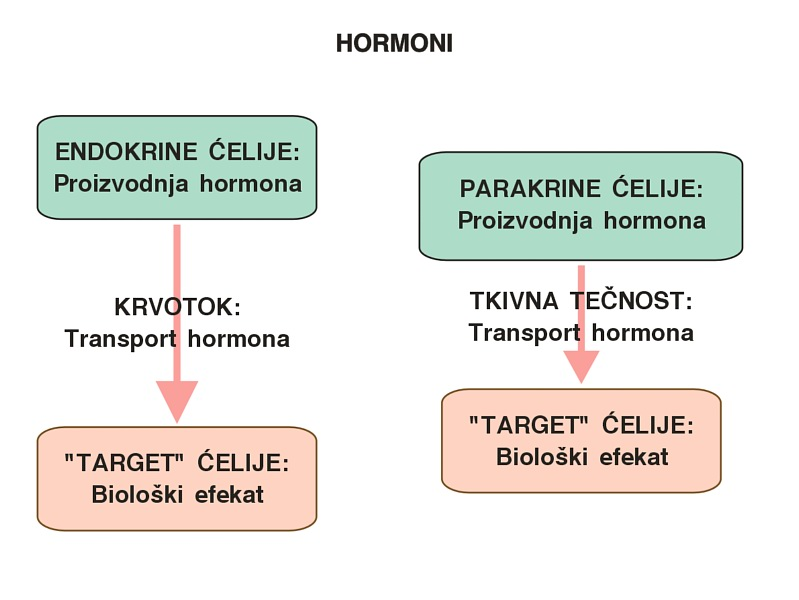 HORMONI
ENDOKRINE ĆELIJE:
Proizvodnja hormona
KRVOTOK:
Transport hormona
"TARGET" ĆELIJE:
Biološki efekat
PARAKRINE ĆELIJE:
Proizvodnja hormona
TKIVNA TEČNOST:
Transport hormona
"TARGET" ĆELIJE:
Biološki efekat